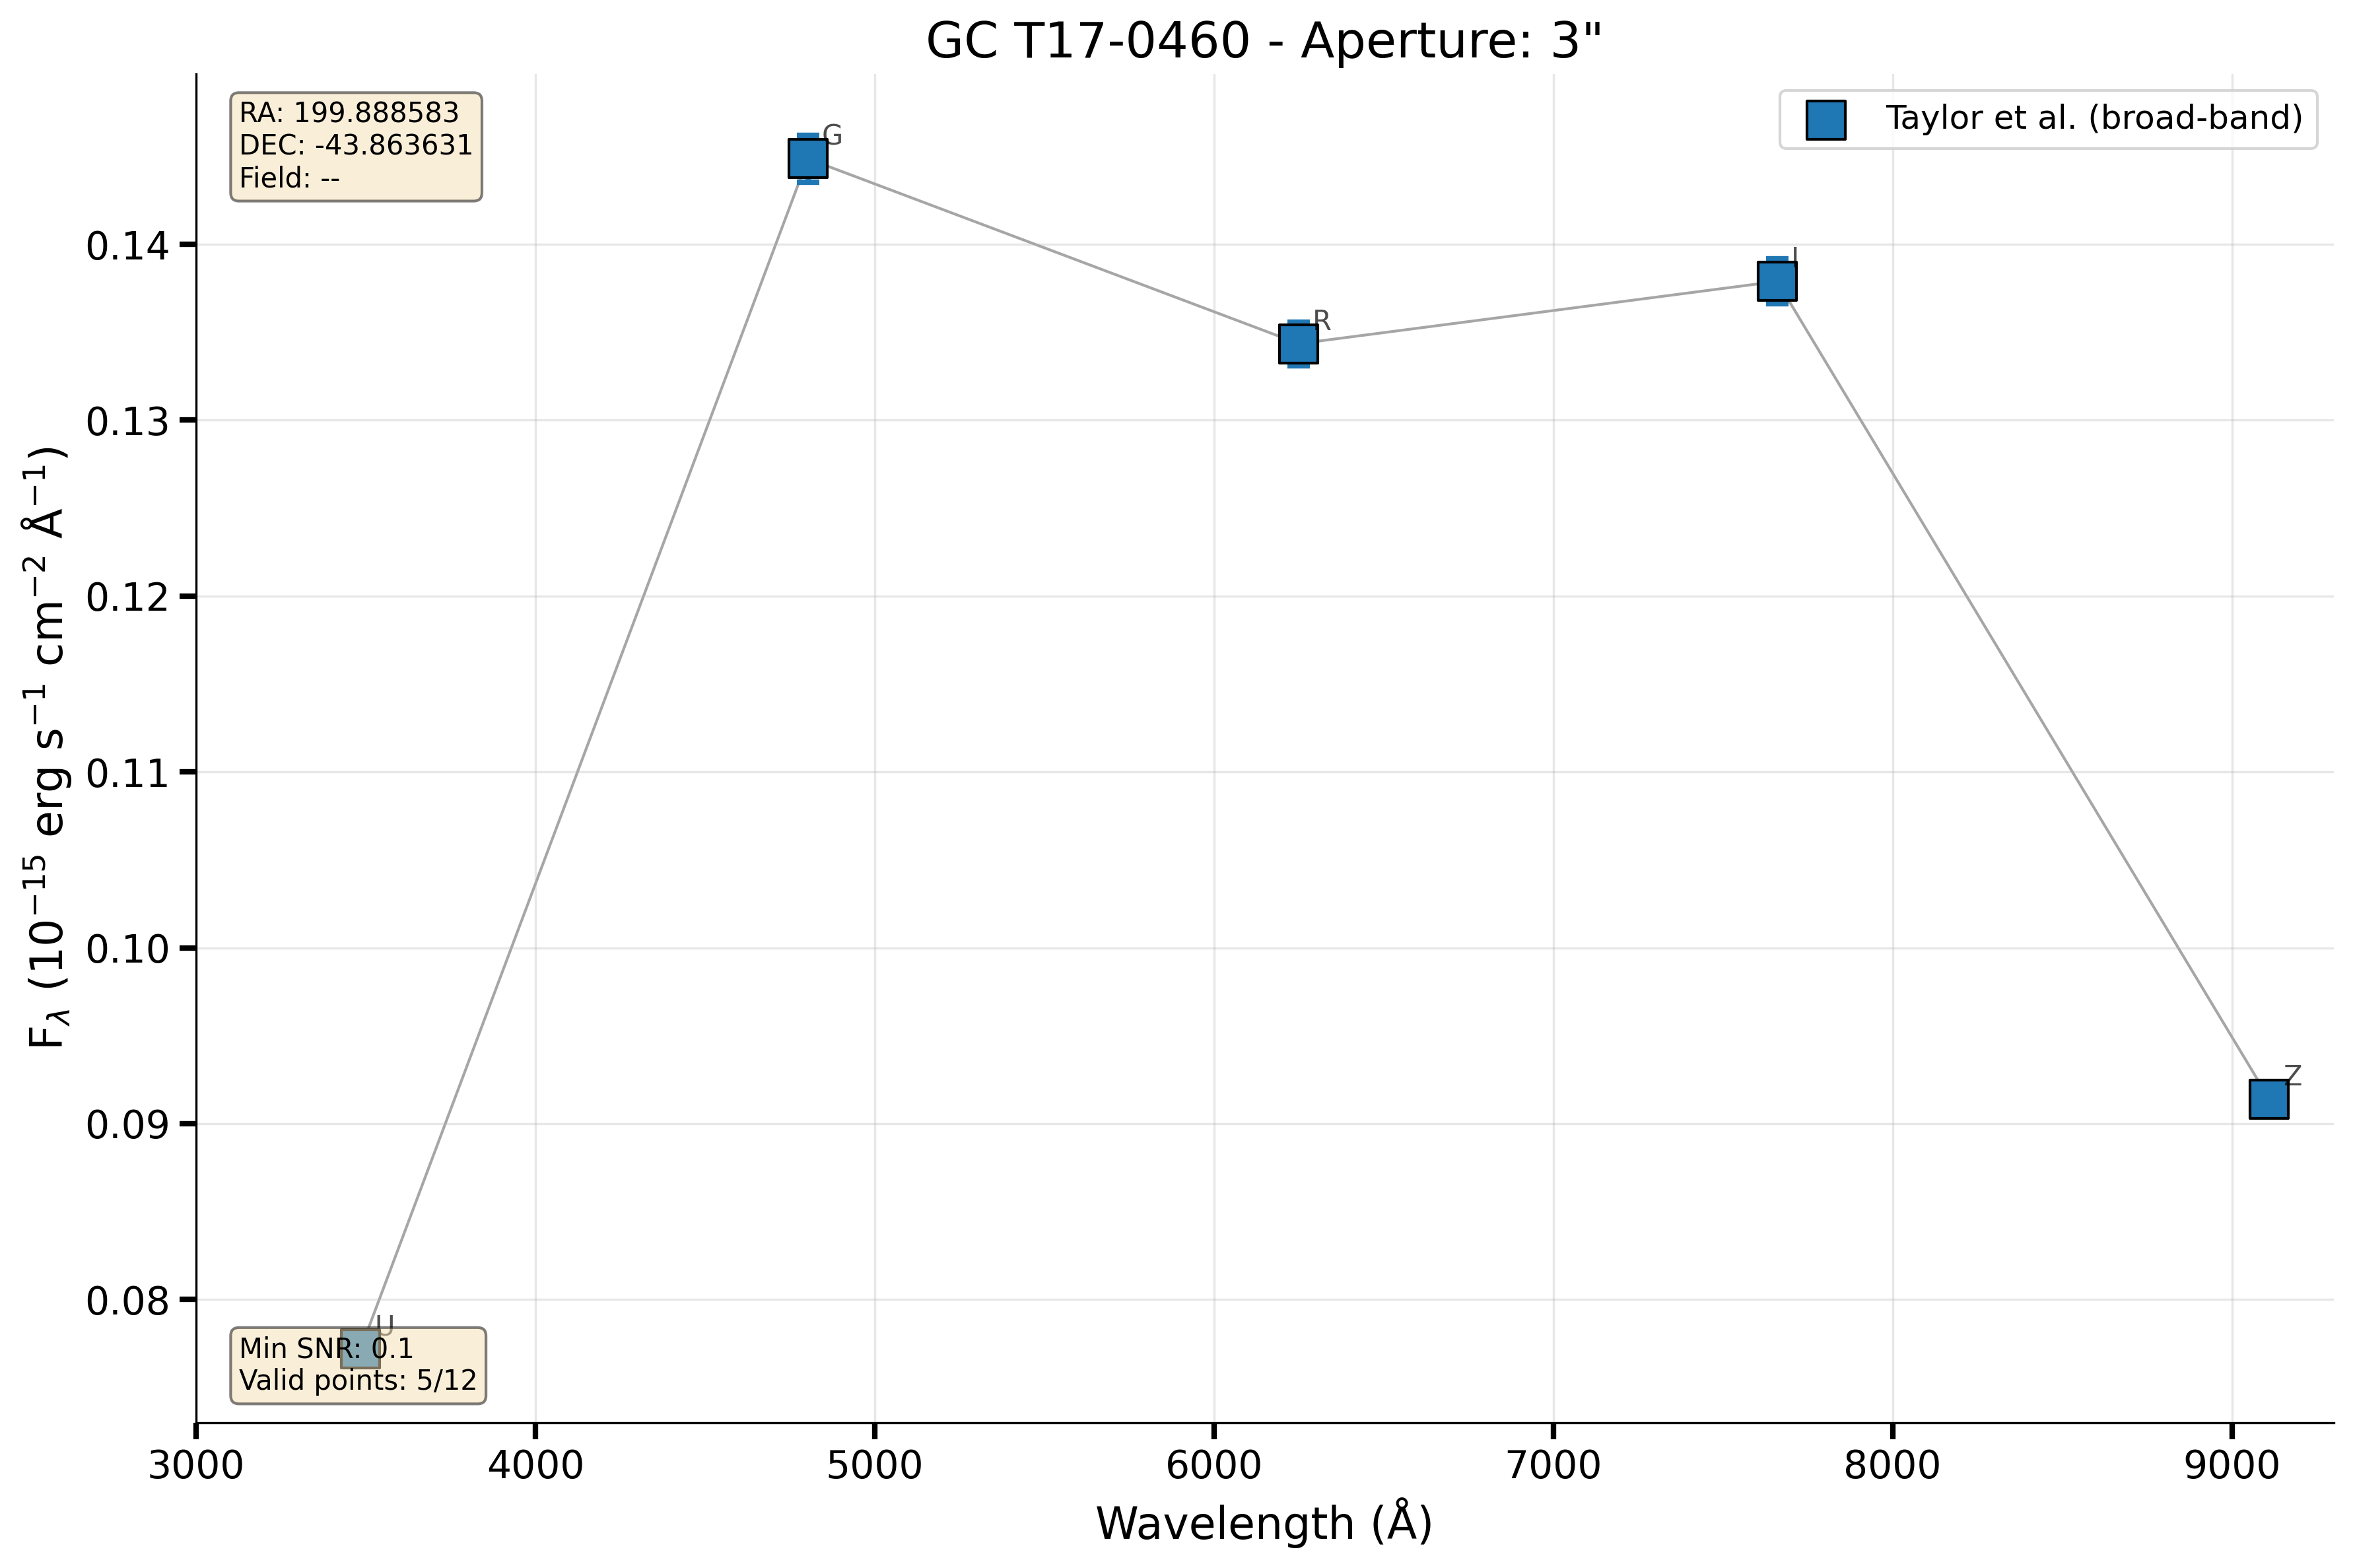 GC T17-0460 - Aperture: 3"
RA: 199.888583
DEC: -43.863631
Field: --
Taylor et al. (broad-band)
G
R
I
Z
U
Min SNR: 0.1
Valid points: 5/12
0.14
0.13
0.12
0.11
0.10
0.09
0.08
F_λ (10⁻¹⁵ erg s⁻¹ cm⁻² Å⁻¹)
3000 4000 5000 6000 7000 8000 9000
Wavelength (Å)